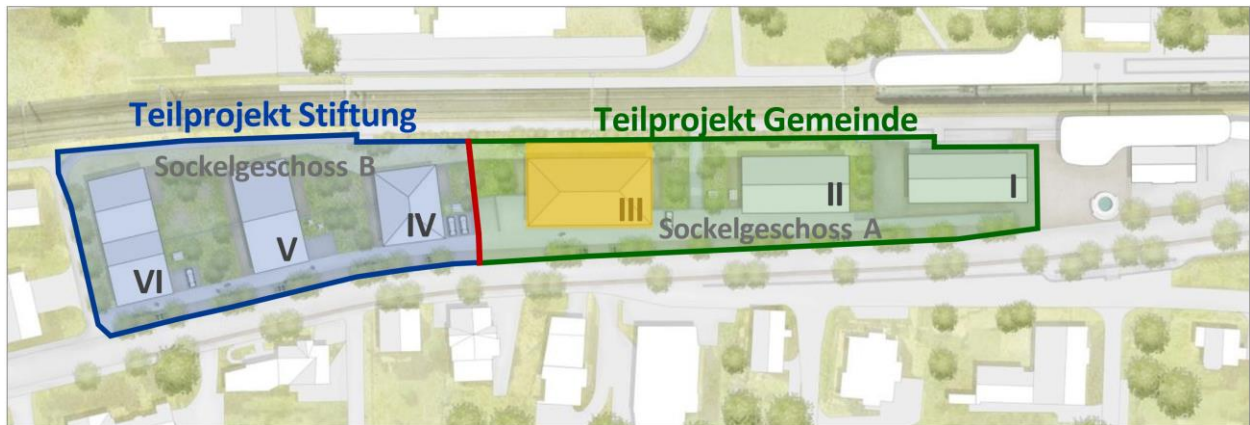 Teilprojekt Stiftung
Teilprojekt Gemeinde
Sockelgeschoss B
VI
V
IV
III
II
I
Sockelgeschoss A